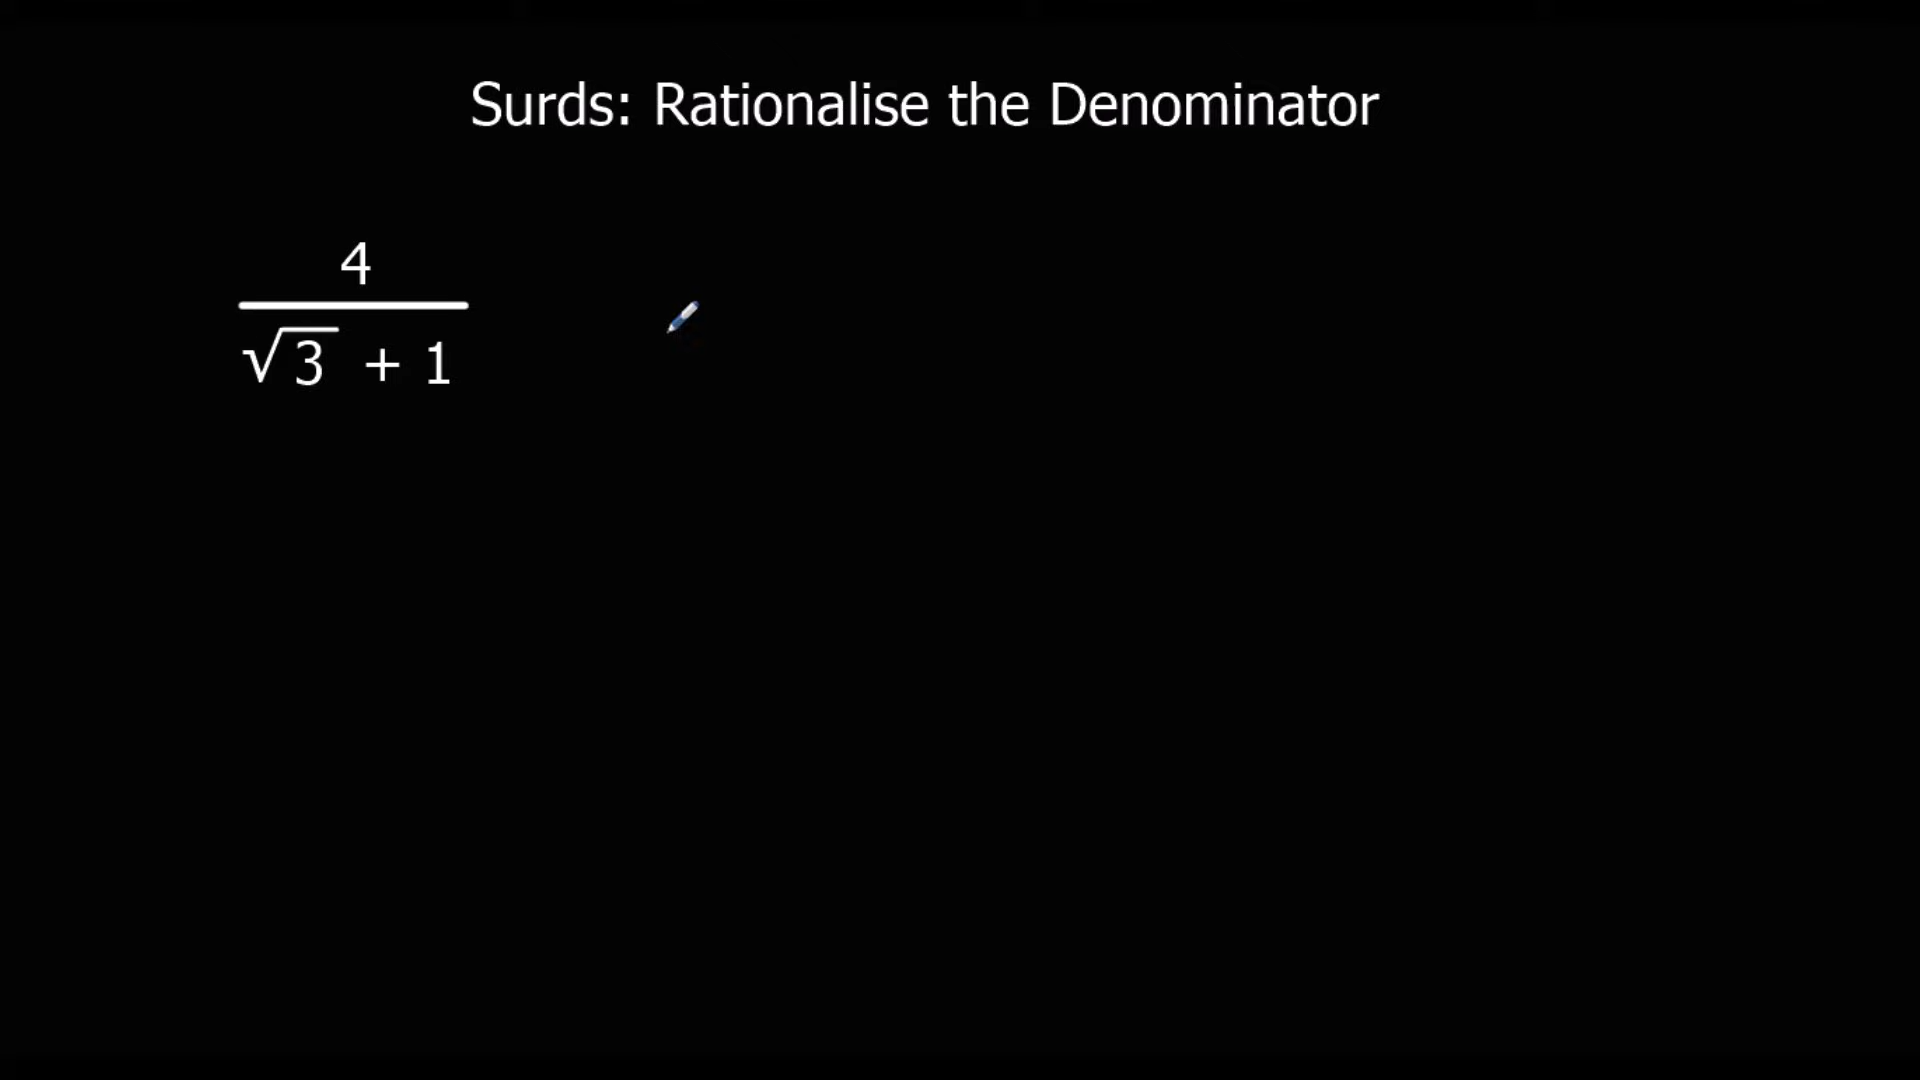 Surds: Rationalise the Denominator
4
√3 + 1